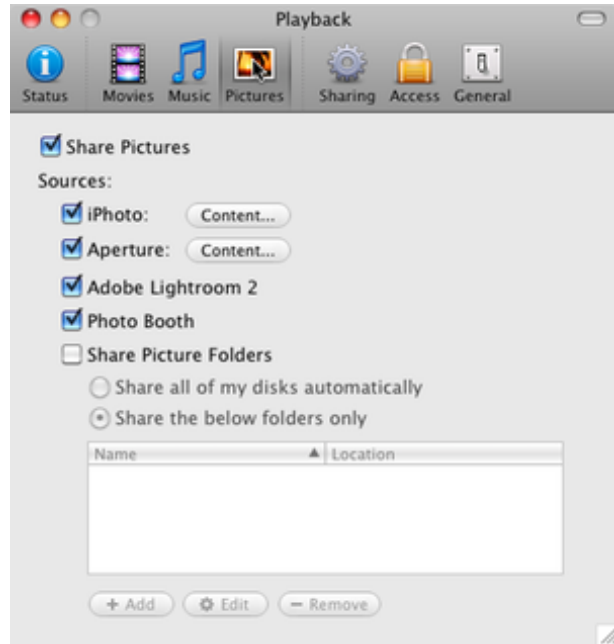 Playback
Status Movies Music Pictures Sharing Access General
Share Pictures
Sources:
iPhoto: Content...
Aperture: Content...
Adobe Lightroom 2
Photo Booth
Share Picture Folders
Share all of my disks automatically
Share the below folders only
Name Location
+ Add Edit − Remove